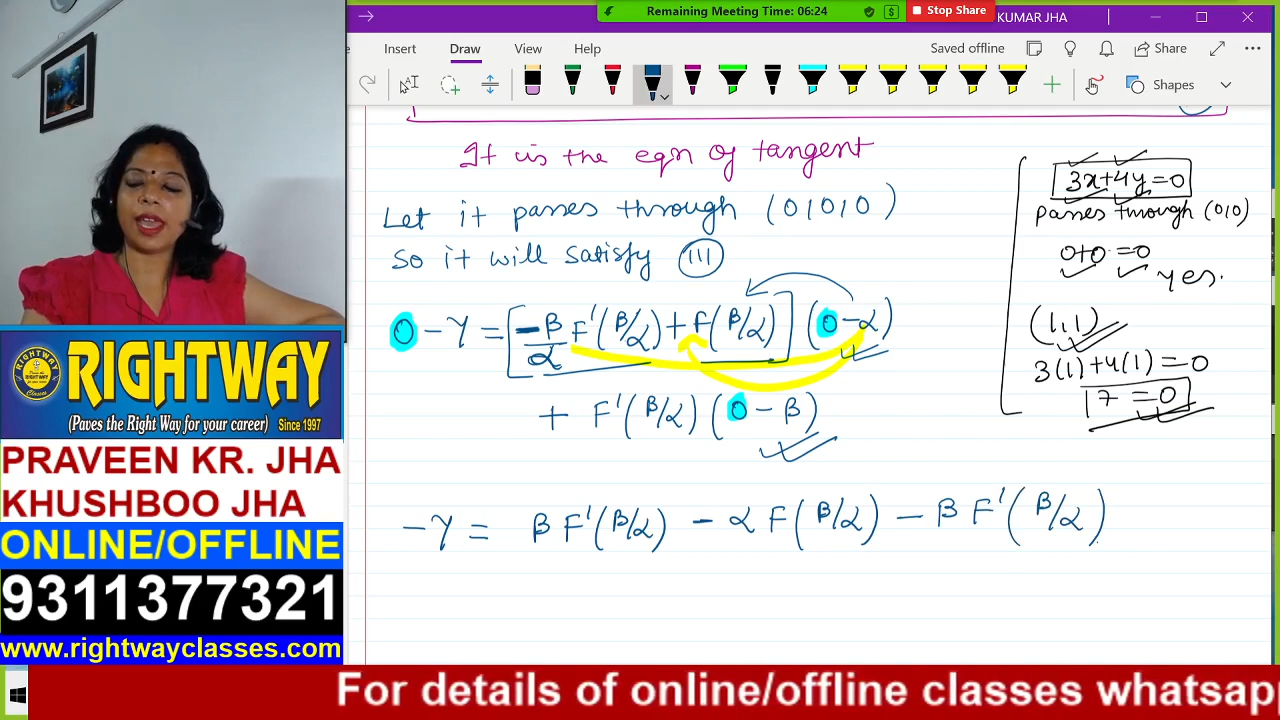 Remaining Meeting Time: 06:24
Stop Share
KUMAR JHA
Insert Draw View Help
Saved offline
Share
Shapes
It is the eqn of tangent
Let it passes through (0,0,0)
So it will satisfy (III)
0 - γ = [-β/α F'(β/α) + f(β/α)] (0 - α)
+ F'(β/α) (0 - β)
-γ = β F'(β/α) - α F(β/α) - β F'(β/α)
3x+4y=0
passes through (0,0)
0+0 = 0
yes.
(1,1)
3(1)+4(1)=0
7 = 0
RIGHTWAY
(Paves the Right Way for your career) Since 1997
PRAVEEN KR. JHA
KHUSHBOO JHA
ONLINE/OFFLINE
9311377321
www.rightwayclasses.com
For details of online/offline classes whatsapp